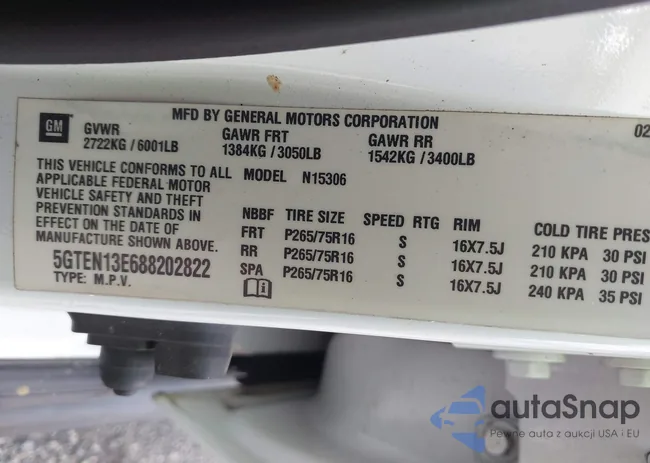 MFD BY GENERAL MOTORS CORPORATION 02
GM GVWR GAWR FRT GAWR RR
2722KG / 6001LB 1384KG / 3050LB 1542KG / 3400LB
THIS VEHICLE CONFORMS TO ALL MODEL N15306
APPLICABLE FEDERAL MOTOR
VEHICLE SAFETY AND THEFT
PREVENTION STANDARDS IN
EFFECT ON THE DATE OF
MANUFACTURE SHOWN ABOVE.
5GTEN13E688202822
TYPE: M.P.V.
NBBF TIRE SIZE SPEED RTG RIM COLD TIRE PRES
FRT P265/75R16 S 16X7.5J 210 KPA 30 PSI
RR P265/75R16 S 16X7.5J 210 KPA 30 PSI
SPA P265/75R16 S 16X7.5J 240 KPA 35 PSI
autoSnap
Pewne auta z aukcji USA i EU